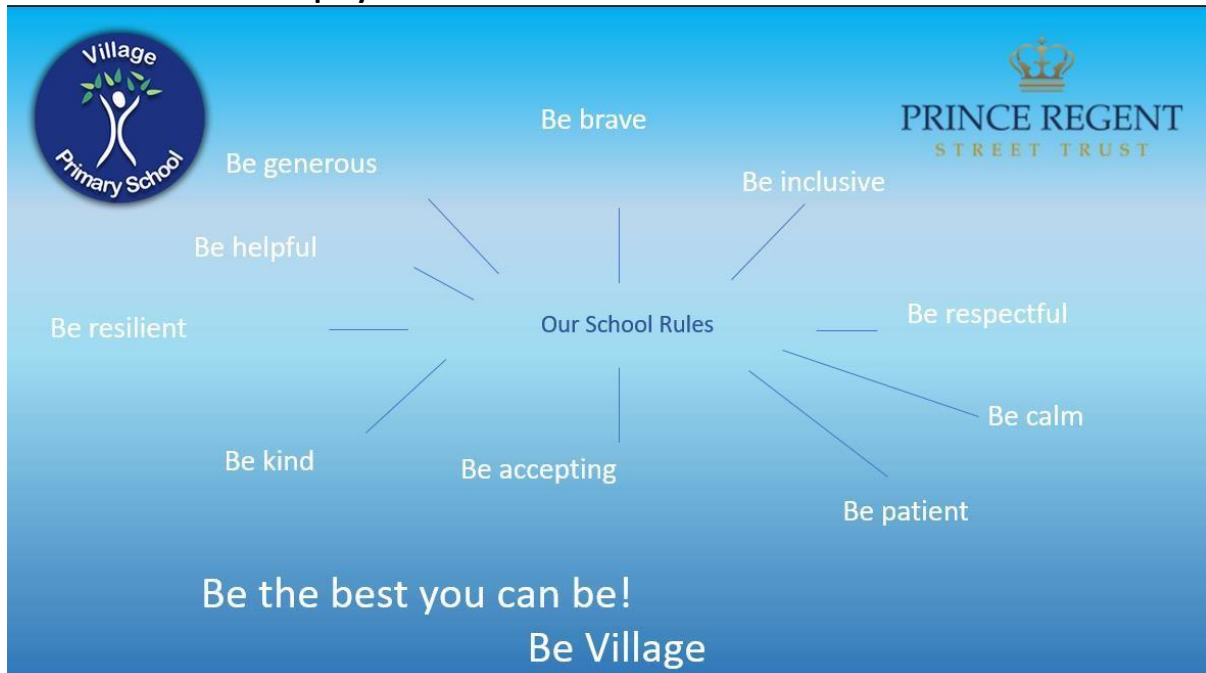 Village
Primary School
PRINCE REGENT
STREET TRUST
Be brave
Be generous
Be inclusive
Be helpful
Be resilient
Our School Rules
Be respectful
Be calm
Be kind
Be accepting
Be patient
Be the best you can be!
Be Village